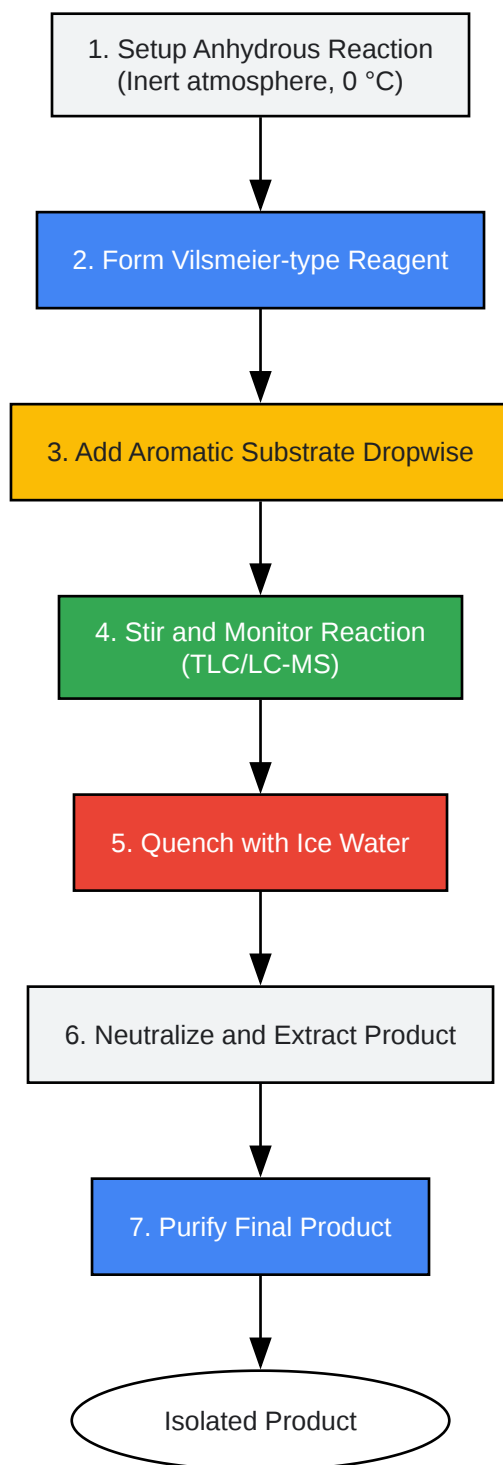 1. Setup Anhydrous Reaction
(Inert atmosphere, 0 °C)
2. Form Vilsmeier-type Reagent
3. Add Aromatic Substrate Dropwise
4. Stir and Monitor Reaction
(TLC/LC-MS)
5. Quench with Ice Water
6. Neutralize and Extract Product
7. Purify Final Product
Isolated Product